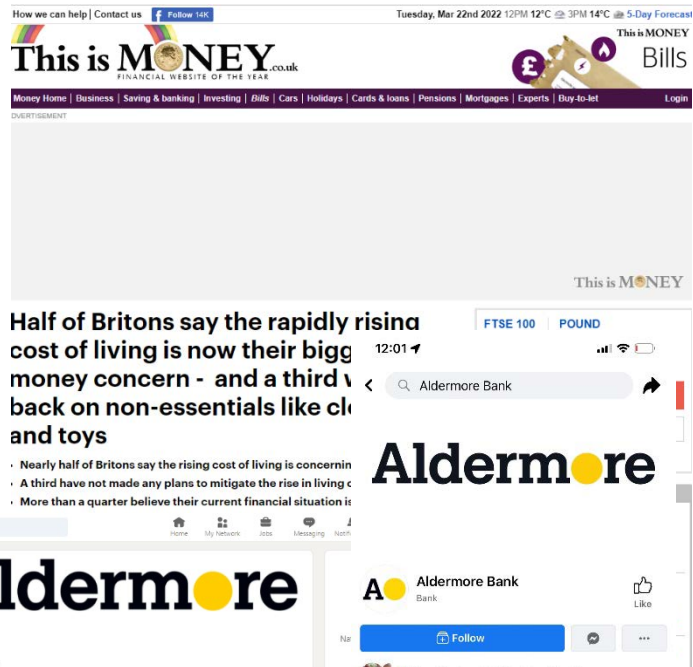 How we can help | Contact us Follow 14K Tuesday, Mar 22nd 2022 12PM 12°C 3PM 14°C 5-Day Forecast
This is MONEY.co.uk
FINANCIAL WEBSITE OF THE YEAR
This is MONEY
Bills
Money Home | Business | Saving & banking | Investing | Bills | Cars | Holidays | Cards & loans | Pensions | Mortgages | Experts | Buy-to-let Login
DVERTISEMENT
This is MONEY
Half of Britons say the rapidly rising
cost of living is now their bigg
money concern - and a third w
back on non-essentials like clo
and toys
Nearly half of Britons say the rising cost of living is concernin
A third have not made any plans to mitigate the rise in living c
More than a quarter believe their current financial situation is
FTSE 100 POUND
12:01
Aldermore Bank
Aldermore
Aldermore Bank
Bank
Like
Follow
Home My Network Jobs Messaging Notif
ldermore
Na